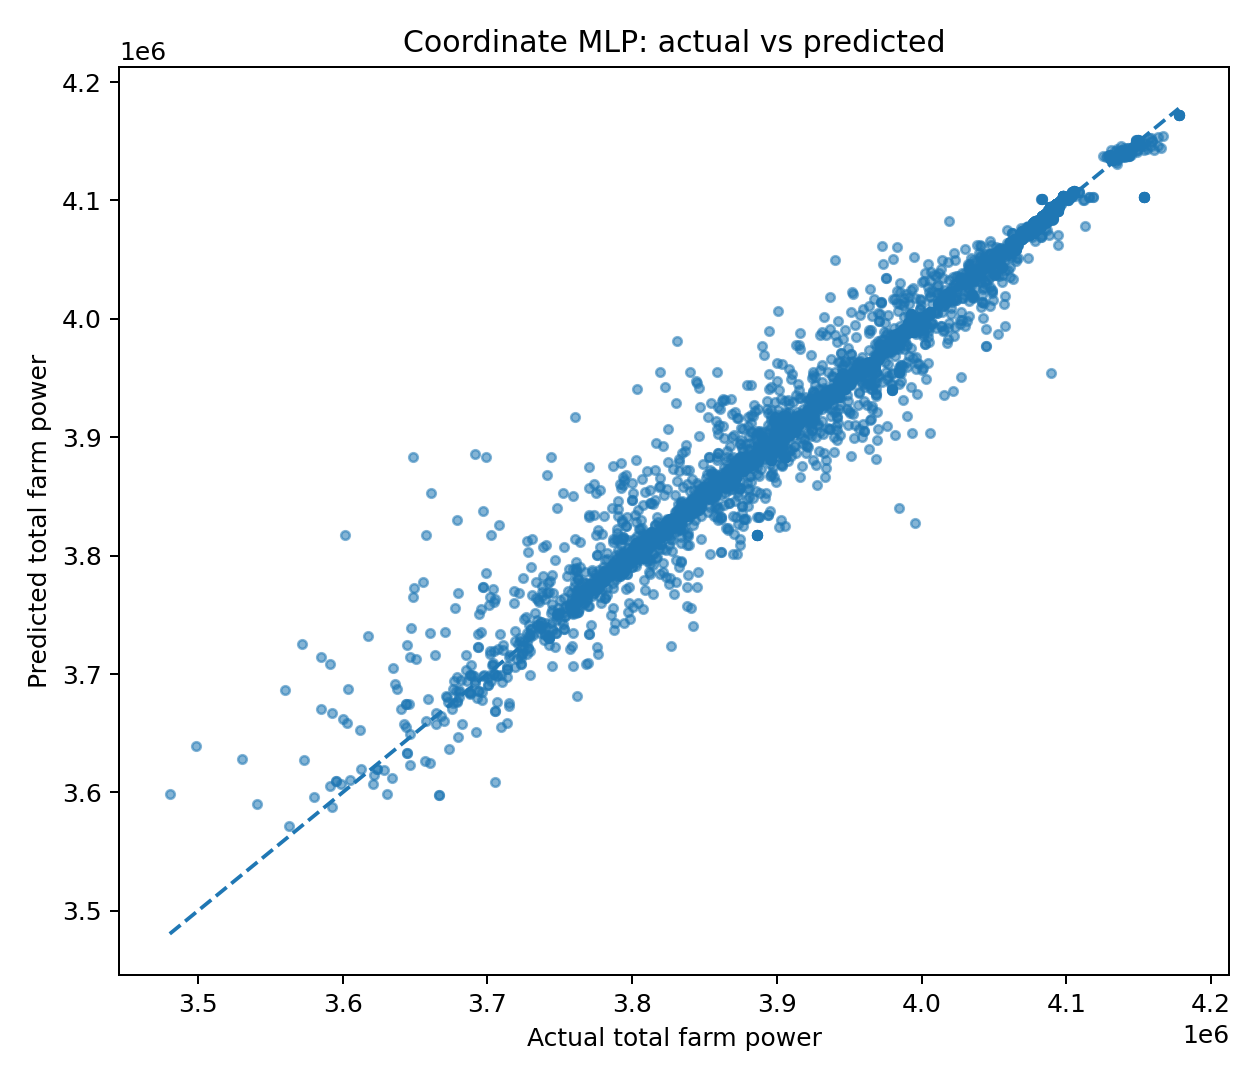 Coordinate MLP: actual vs predicted
1e6
4.2
4.1
4.0
3.9
3.8
3.7
3.6
3.5
Predicted total farm power
3.5 3.6 3.7 3.8 3.9 4.0 4.1 4.2
1e6
Actual total farm power